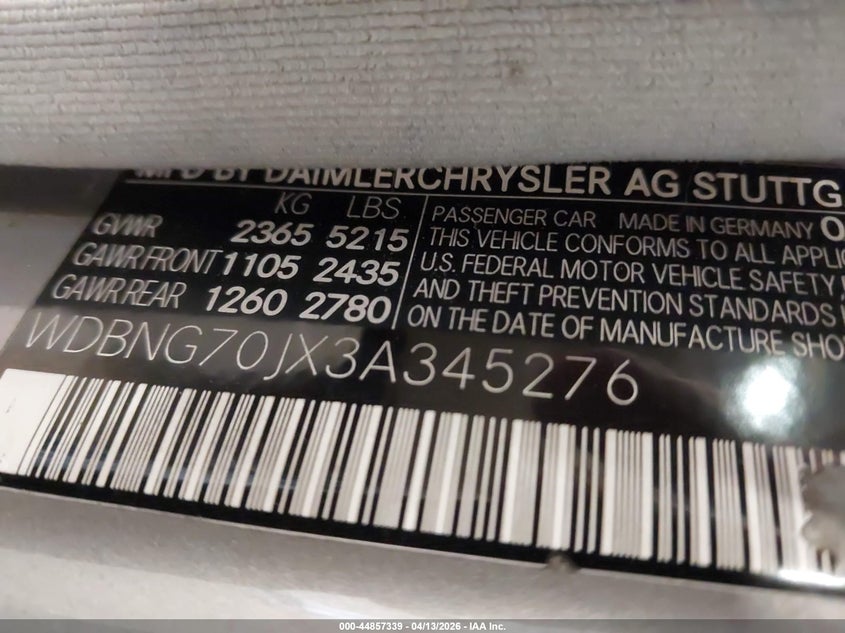 MFD BY DAIMLERCHRYSLER AG STUTTG
KG LBS
GVWR 2365 5215
GAWR FRONT 1105 2435
GAWR REAR 1260 2780
PASSENGER CAR MADE IN GERMANY 0
THIS VEHICLE CONFORMS TO ALL APPLIC
U.S. FEDERAL MOTOR VEHICLE SAFETY
AND THEFT PREVENTION STANDARDS
ON THE DATE OF MANUFACTURE SHO
WDBNG70JX3A345276
000-44857339 - 04/13/2026 - IAA Inc.